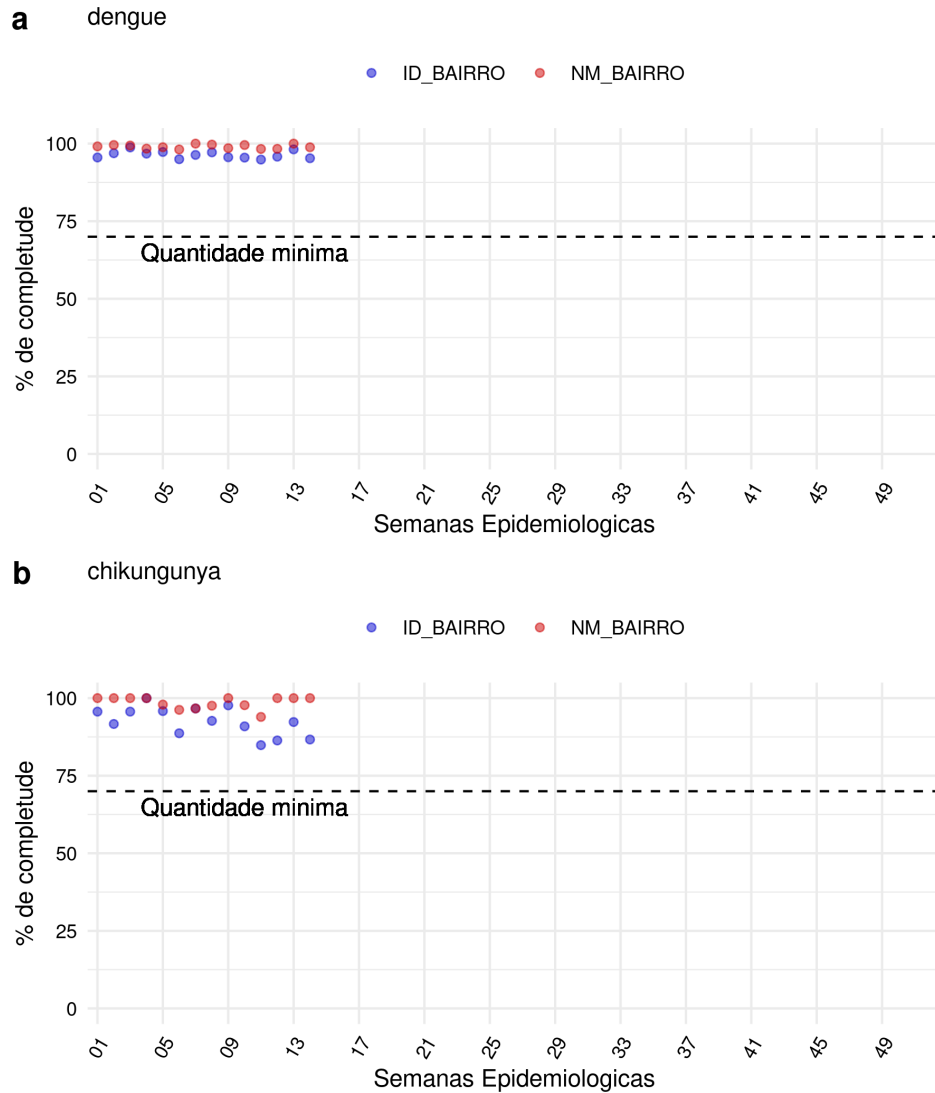 a dengue
ID_BAIRRO NM_BAIRRO
100
75
50
25
0
% de completude
Quantidade minima
01 05 09 13 17 21 25 29 33 37 41 45 49
Semanas Epidemiologicas
b chikungunya
ID_BAIRRO NM_BAIRRO
100
75
50
25
0
% de completude
Quantidade minima
01 05 09 13 17 21 25 29 33 37 41 45 49
Semanas Epidemiologicas